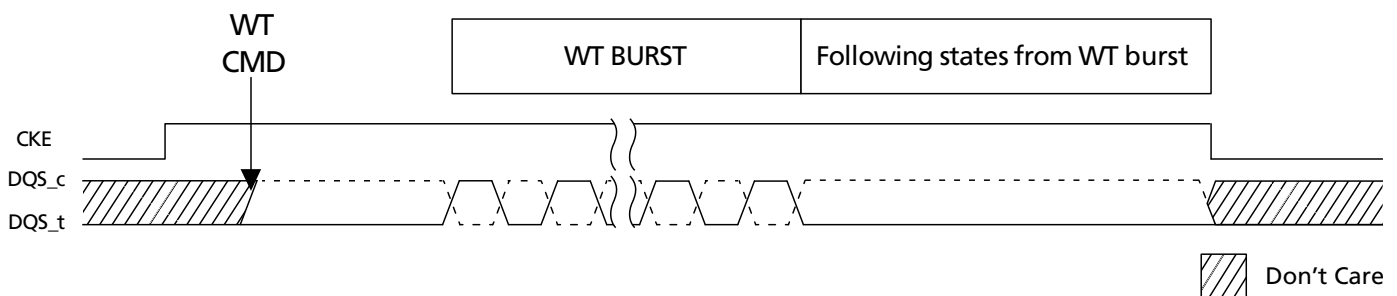 WT
CMD
WT BURST
Following states from WT burst
CKE
DQS_c
DQS_t
Don't Care